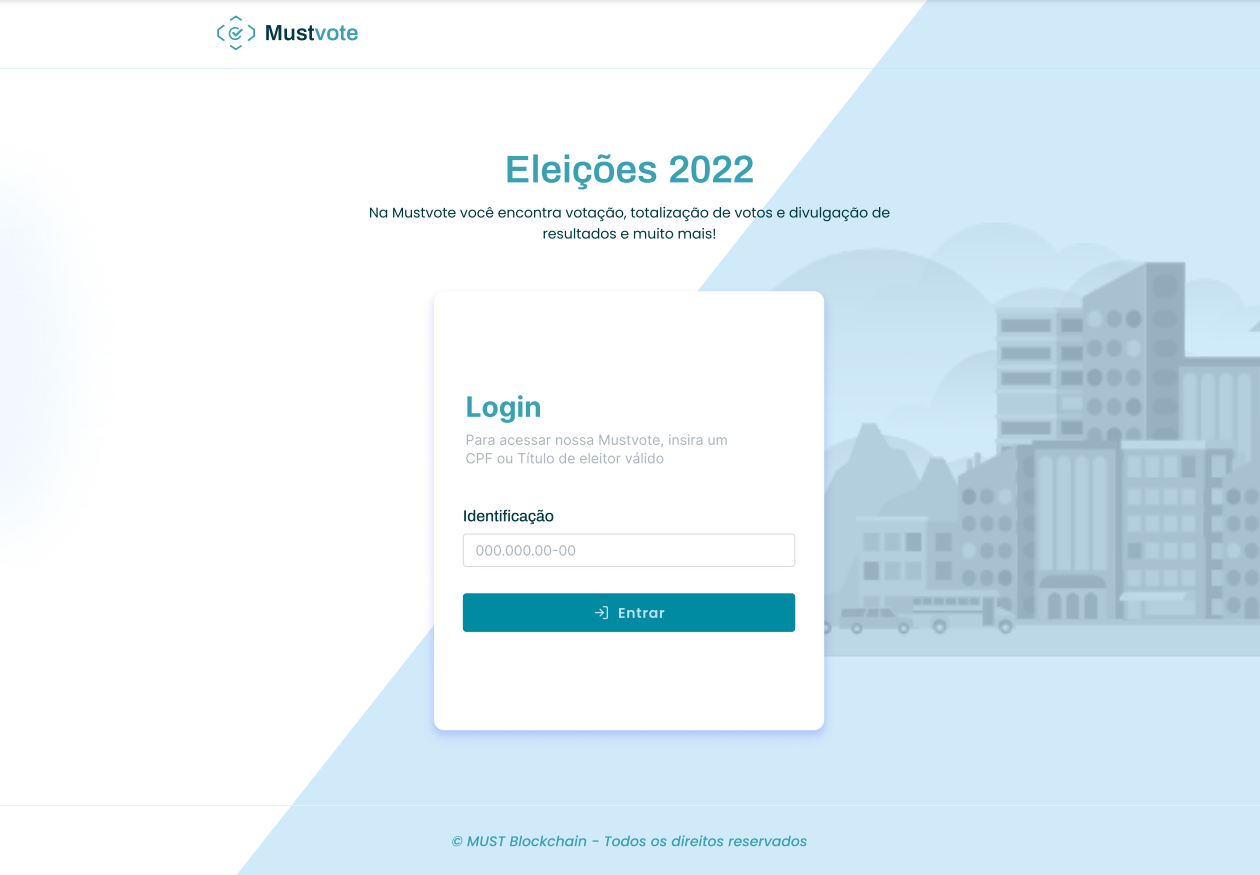 Mustvote
Eleições 2022
Na Mustvote você encontra votação, totalização de votos e divulgação de
resultados e muito mais!
Login
Para acessar nossa Mustvote, insira um
CPF ou Título de eleitor válido
Identificação
000.000.00-00
Entrar
© MUST Blockchain - Todos os direitos reservados